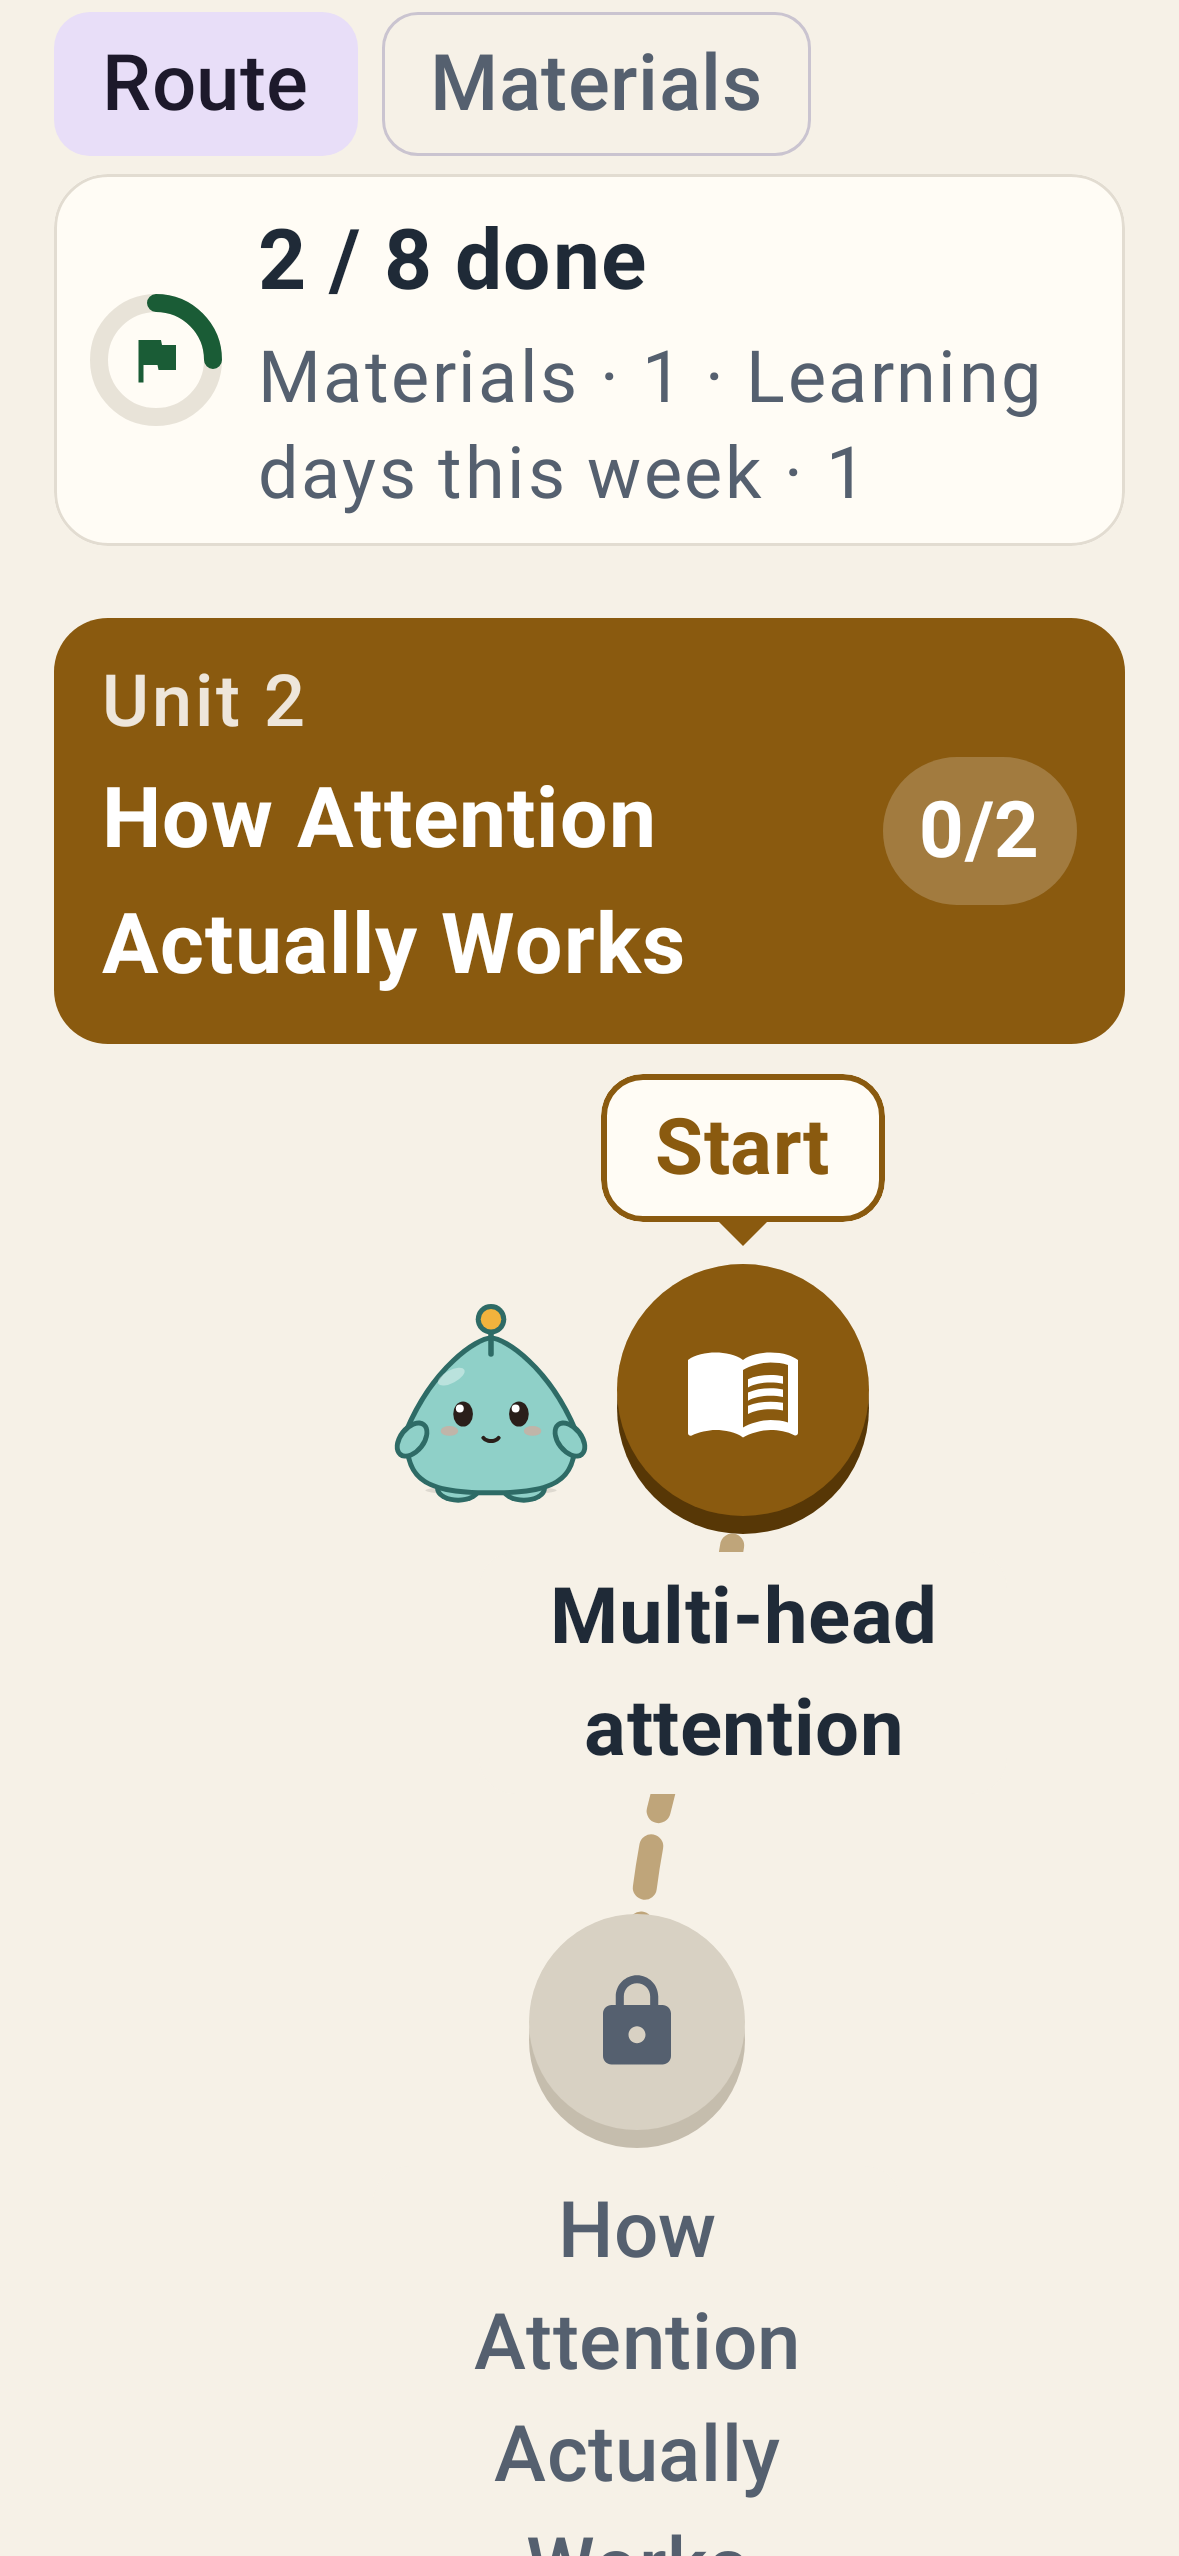 Route
Materials
2 / 8 done
Materials · 1 · Learning
days this week · 1
Unit 2
How Attention
Actually Works
0/2
Start
Multi-head
attention
How
Attention
Actually
Works